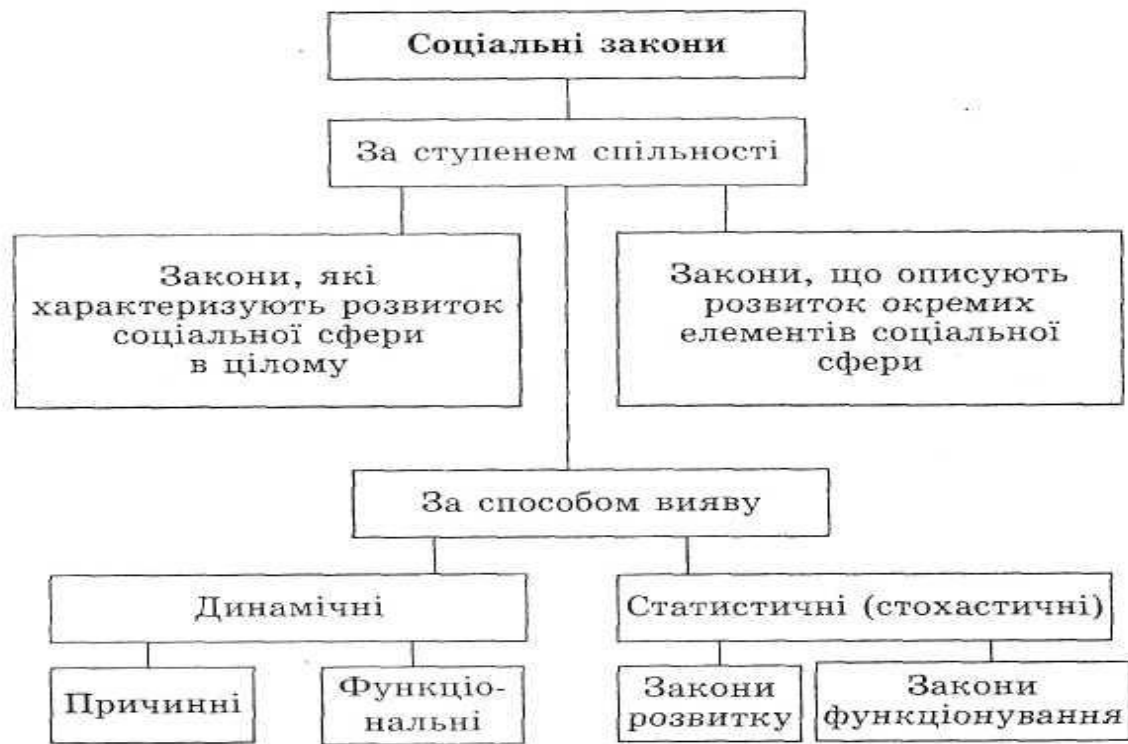 Соціальні закони
За ступенем спільності
Закони, які
характеризують розвиток
соціальної сфери
в цілому
Закони, що описують
розвиток окремих
елементів соціальної
сфери
За способом вияву
Динамічні
Статистичні (стохастичні)
Причинні
Функціо-
нальні
Закони
розвитку
Закони
функціонування